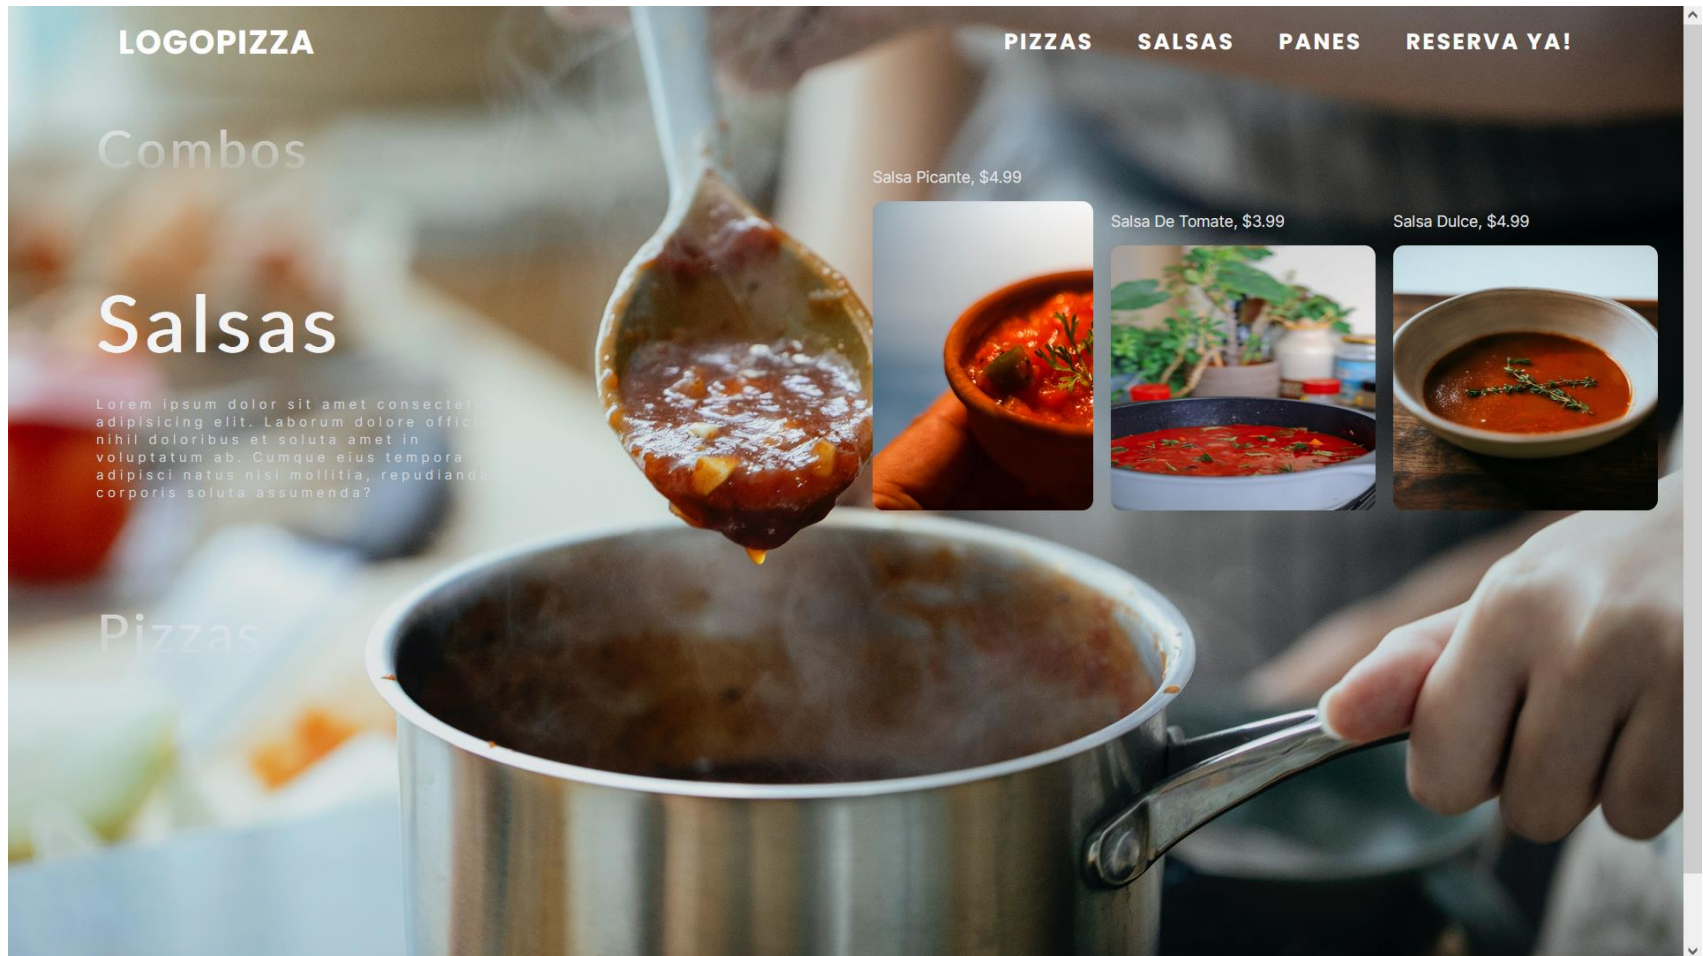 LOGOPIZZA
PIZZAS SALSAS PANES RESERVA YA!
Combos
Salsas
Lorem ipsum dolor sit amet consectet
adipisicing elit. Laborum dolore offic
nihil doloribus et soluta amet in
voluptatum ab. Cumque eius tempora
adipisci natus nisi mollitia, repudianda
corporis soluta assumenda?
Pizzas
Salsa Picante, $4.99
Salsa De Tomate, $3.99
Salsa Dulce, $4.99